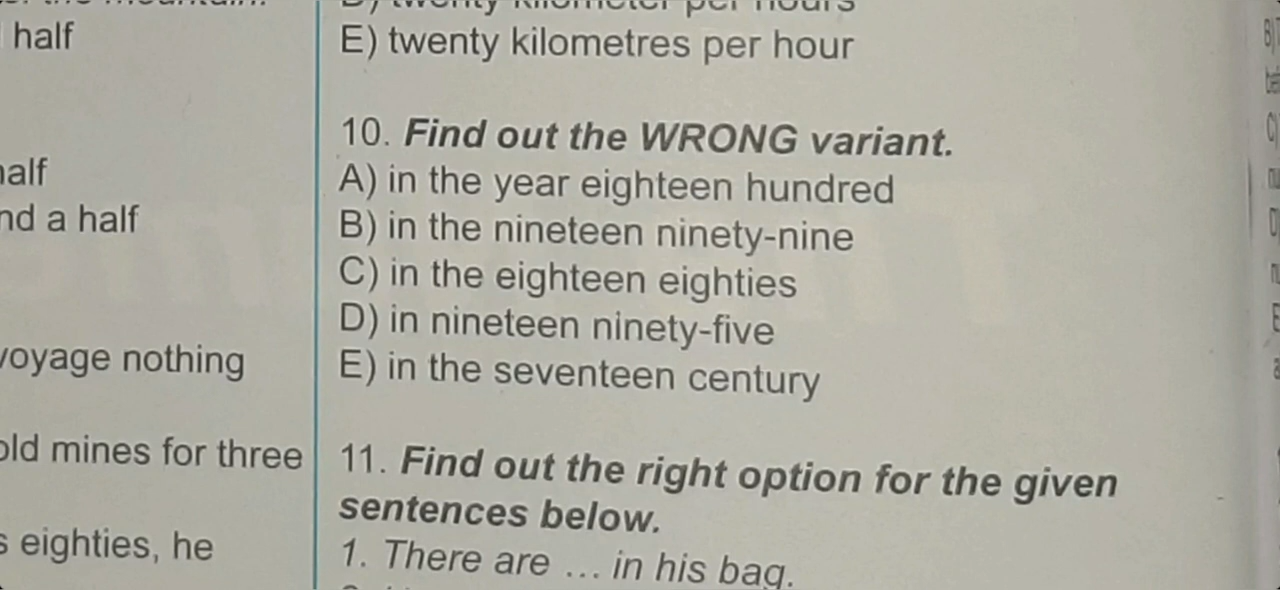 half
half
nd a half
voyage nothing
old mines for three
s eighties, he
E) twenty kilometres per hour
10. Find out the WRONG variant.
A) in the year eighteen hundred
B) in the nineteen ninety-nine
C) in the eighteen eighties
D) in nineteen ninety-five
E) in the seventeen century
11. Find out the right option for the given
sentences below.
1. There are ... in his bag.